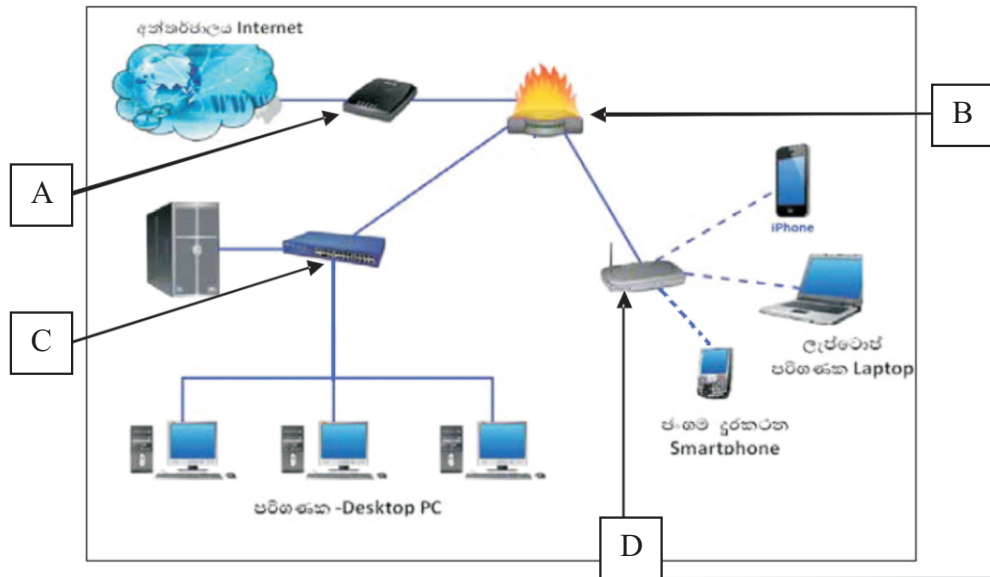 අන්තර්ජාලය Internet
A
B
iPhone
C
ලැප්ටොප්
පරිගණක Laptop
ජංගම දුරකථන
Smartphone
පරිගණක -Desktop PC
D